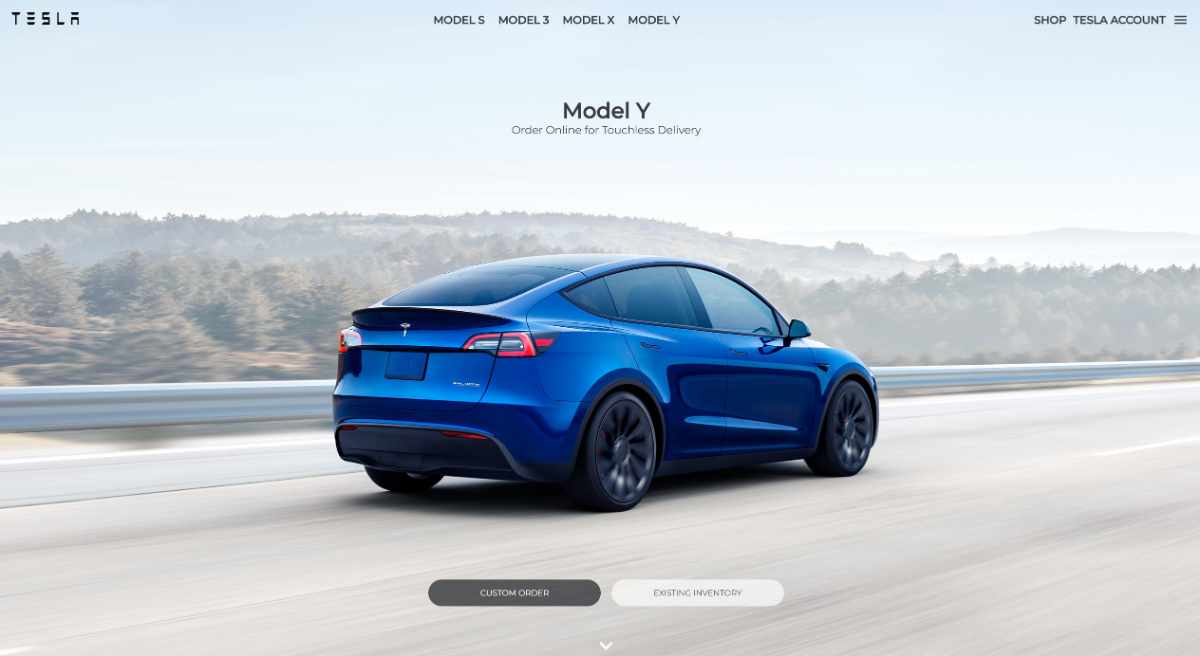 TESLA
MODEL S MODEL 3 MODEL X MODEL Y
SHOP TESLA ACCOUNT
Model Y
Order Online for Touchless Delivery
CUSTOM ORDER
EXISTING INVENTORY